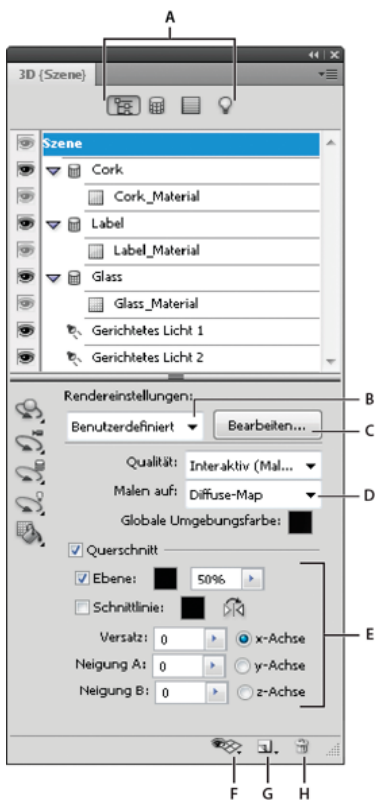 A
3D {Szene}
Szene
Cork
Cork_Material
Label
Label_Material
Glass
Glass_Material
Gerichtetes Licht 1
Gerichtetes Licht 2
Rendereinstellungen:
B
Benutzerdefiniert Bearbeiten...
C
Qualität: Interaktiv (Mal...
Malen auf: Diffuse-Map
D
Globale Umgebungsfarbe:
Querschnitt
Ebene: 50%
Schnittlinie:
E
Versatz: 0 x-Achse
Neigung A: 0 y-Achse
Neigung B: 0 z-Achse
F G H